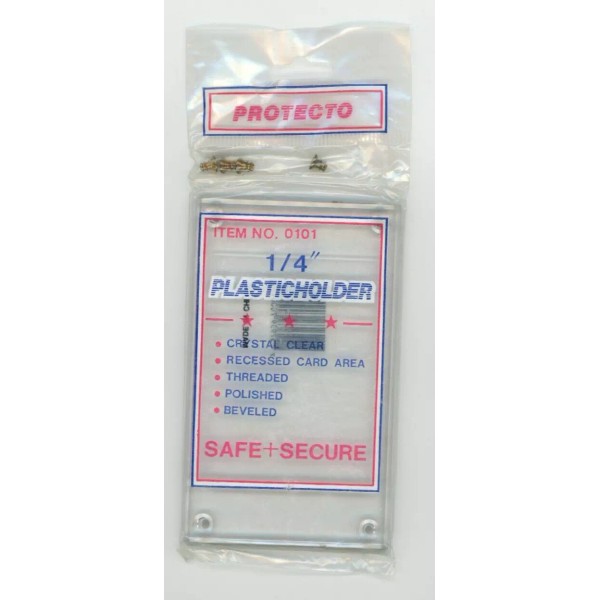 PROTECTO
ITEM NO. 0101
1/4"
PLASTICHOLDER
• CRYSTAL CLEAR
• RECESSED CARD AREA
• THREADED
• POLISHED
• BEVELED
SAFE+SECURE